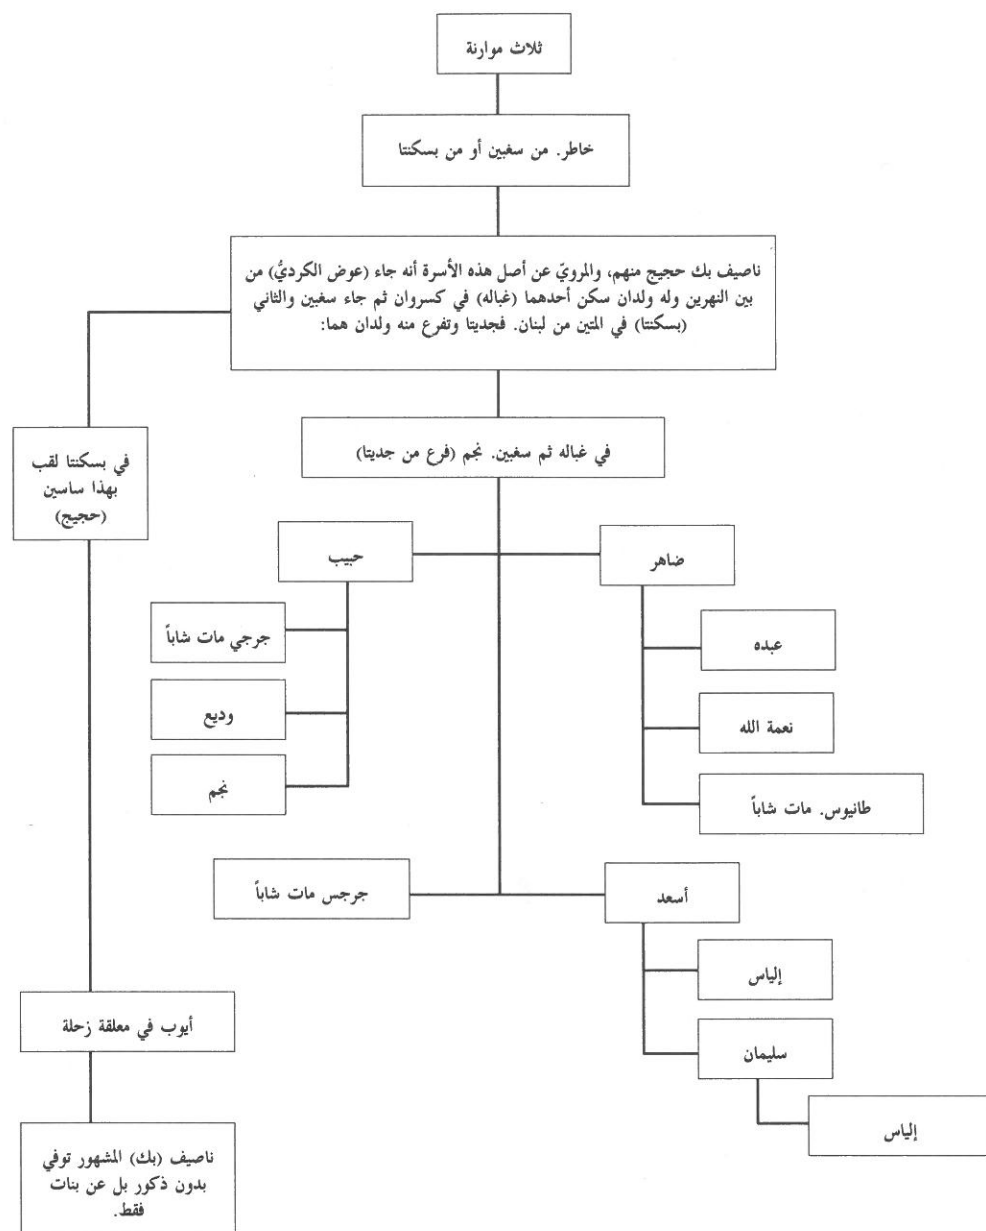 ثلاث موارنة
خاطر. من سغبين أو من بسكنتا
ناصيف بك حجيج منهم، والمرويّ عن أصل هذه الأسرة أنه جاء (عوض الكرديُّ) من
بين النهرين وله ولدان سكن أحدهما (غباله) في كسروان ثم جاء سغبين والثاني
(بسكنتا) في المتين من لبنان. فجديتا وتفرع منه ولدان هما:
في غباله ثم سغبين. نجم (فرع من جديتا)
في بسكنتا لقب
بهذا ساسين
(حجيج)
حبيب
ضاهر
جرجي مات شاباً
عبده
وديع
نعمة الله
نجم
طانيوس. مات شاباً
جرجس مات شاباً
أسعد
إلياس
أيوب في معلقة زحلة
سليمان
إلياس
ناصيف (بك) المشهور توفي
بدون ذكور بل عن بنات
فقط.